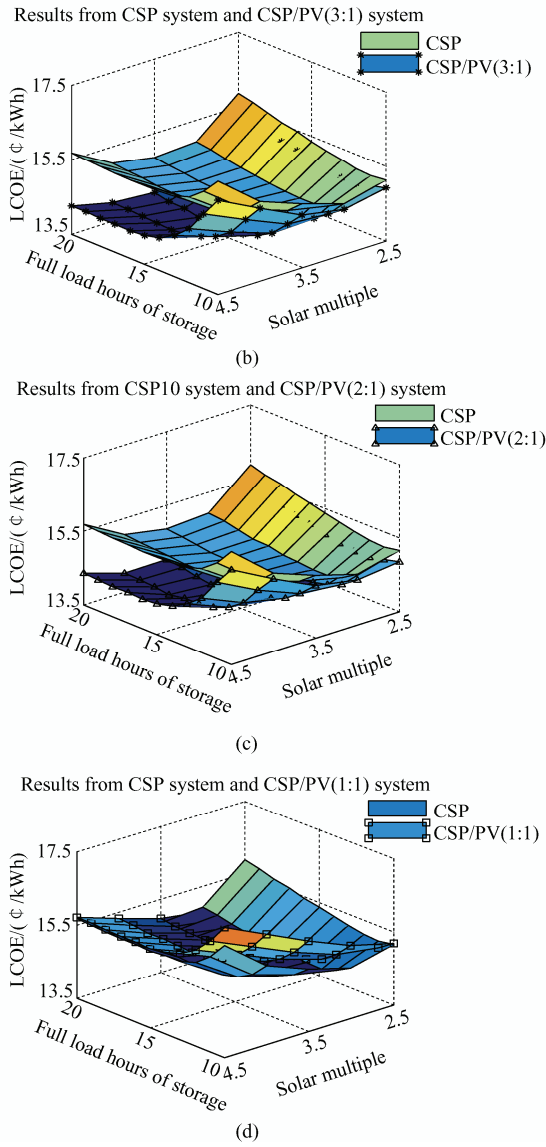 Results from CSP system and CSP/PV(3:1) system
CSP
CSP/PV(3:1)
17.5
15.5
13.5
LCOE/(¢/kWh)
20
15
10
Full load hours of storage
4.5
3.5
2.5
Solar multiple
(b)
Results from CSP10 system and CSP/PV(2:1) system
CSP
CSP/PV(2:1)
17.5
15.5
13.5
LCOE/(¢/kWh)
20
15
10
Full load hours of storage
4.5
3.5
2.5
Solar multiple
(c)
Results from CSP system and CSP/PV(1:1) system
CSP
CSP/PV(1:1)
17.5
15.5
13.5
LCOE/(¢/kWh)
20
15
10
Full load hours of storage
4.5
3.5
2.5
Solar multiple
(d)